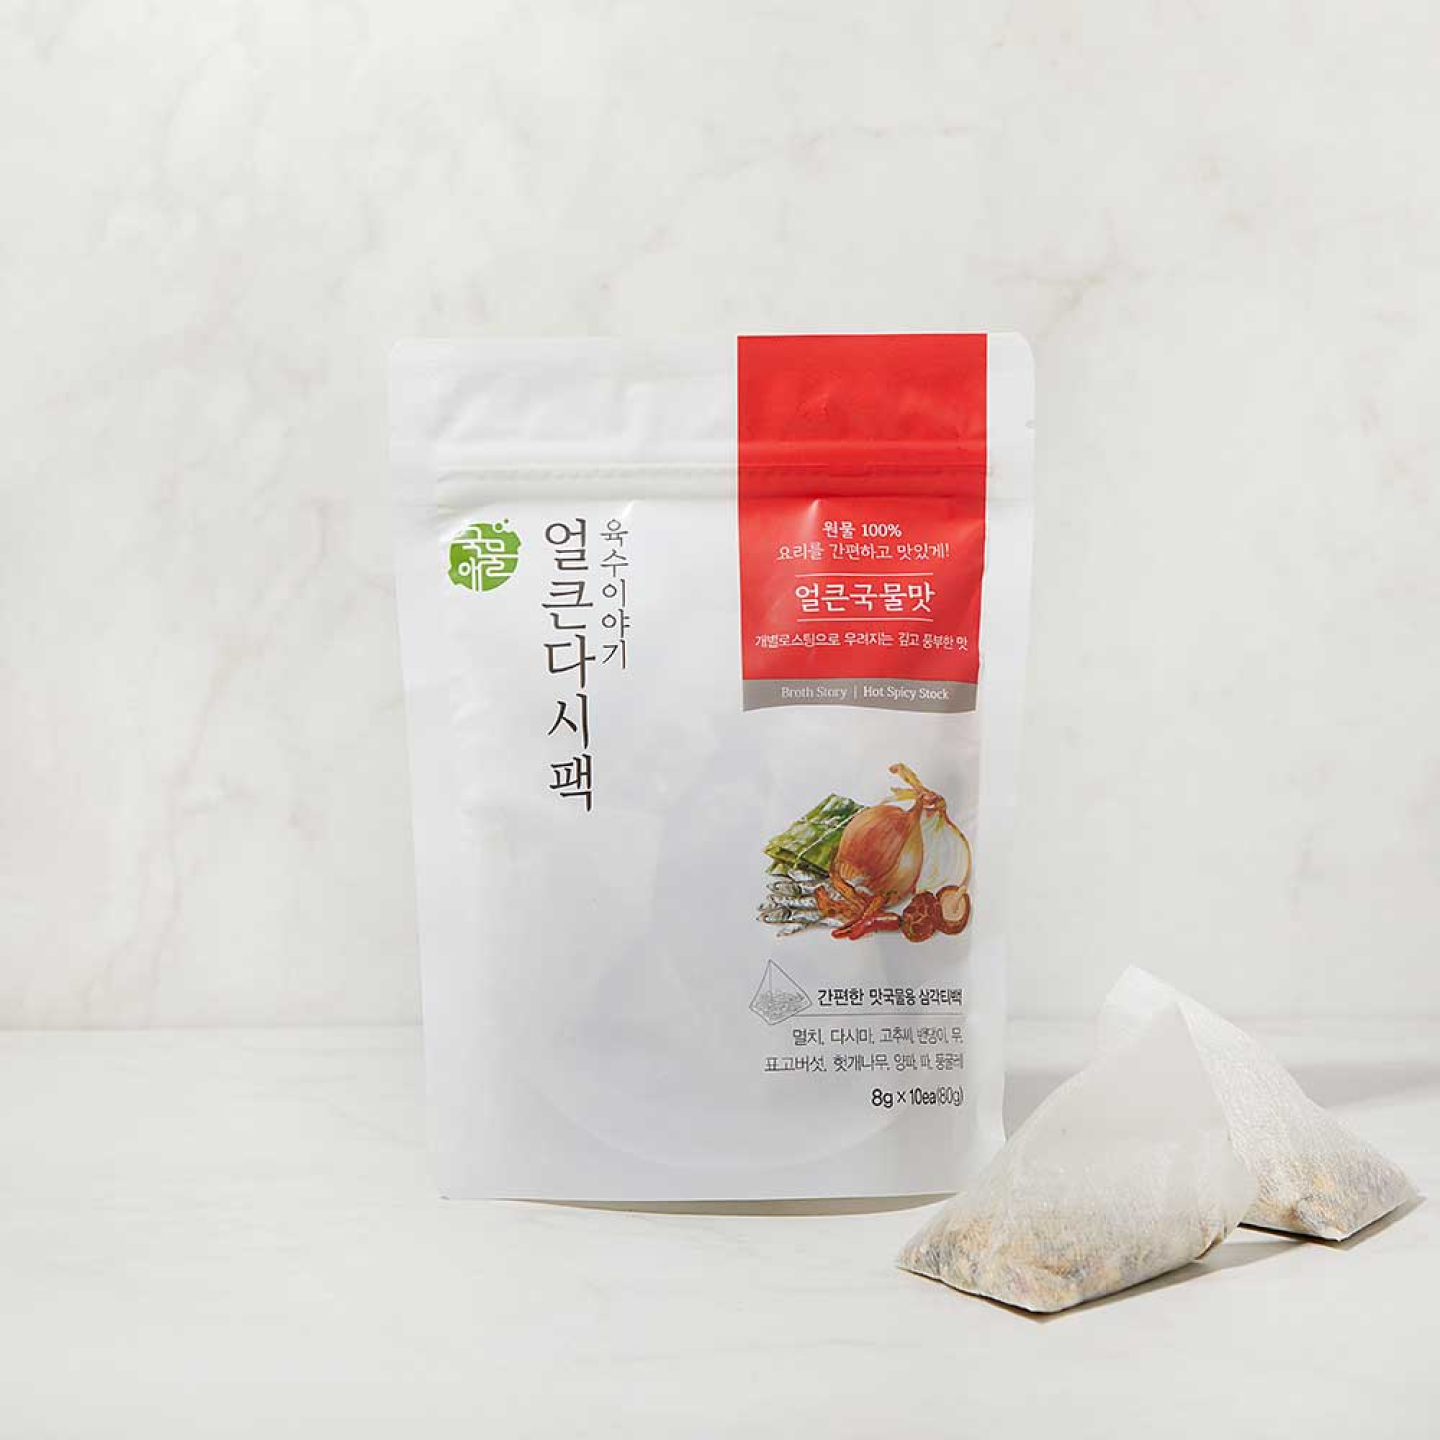 국물애
육수이야기
얼큰다시팩
원물 100%
요리를 간편하고 맛있게!
얼큰국물맛
개별로스팅으로 우려지는 깊고 풍부한 맛
Broth Story | Hot Spicy Stock
간편한 맛국물용 삼각티백
멸치, 다시마, 고추씨, 밴댕이, 무,
표고버섯, 헛개나무, 양파, 파, 둥굴레
8g × 10ea(80g)